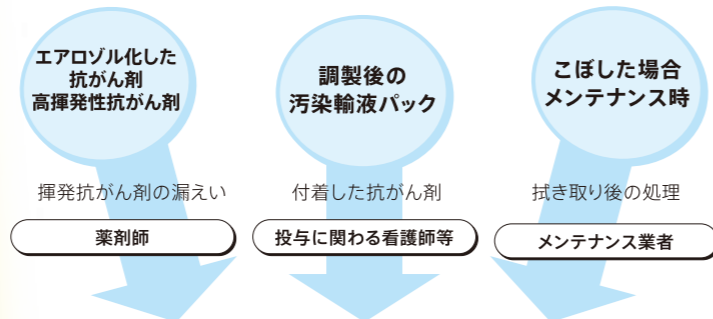 エアロゾル化した
抗がん剤
高揮発性抗がん剤
調製後の
汚染輸液パック
こぼした場合
メンテナンス時
揮発抗がん剤の漏えい
付着した抗がん剤
拭き取り後の処理
薬剤師
投与に関わる看護師等
メンテナンス業者